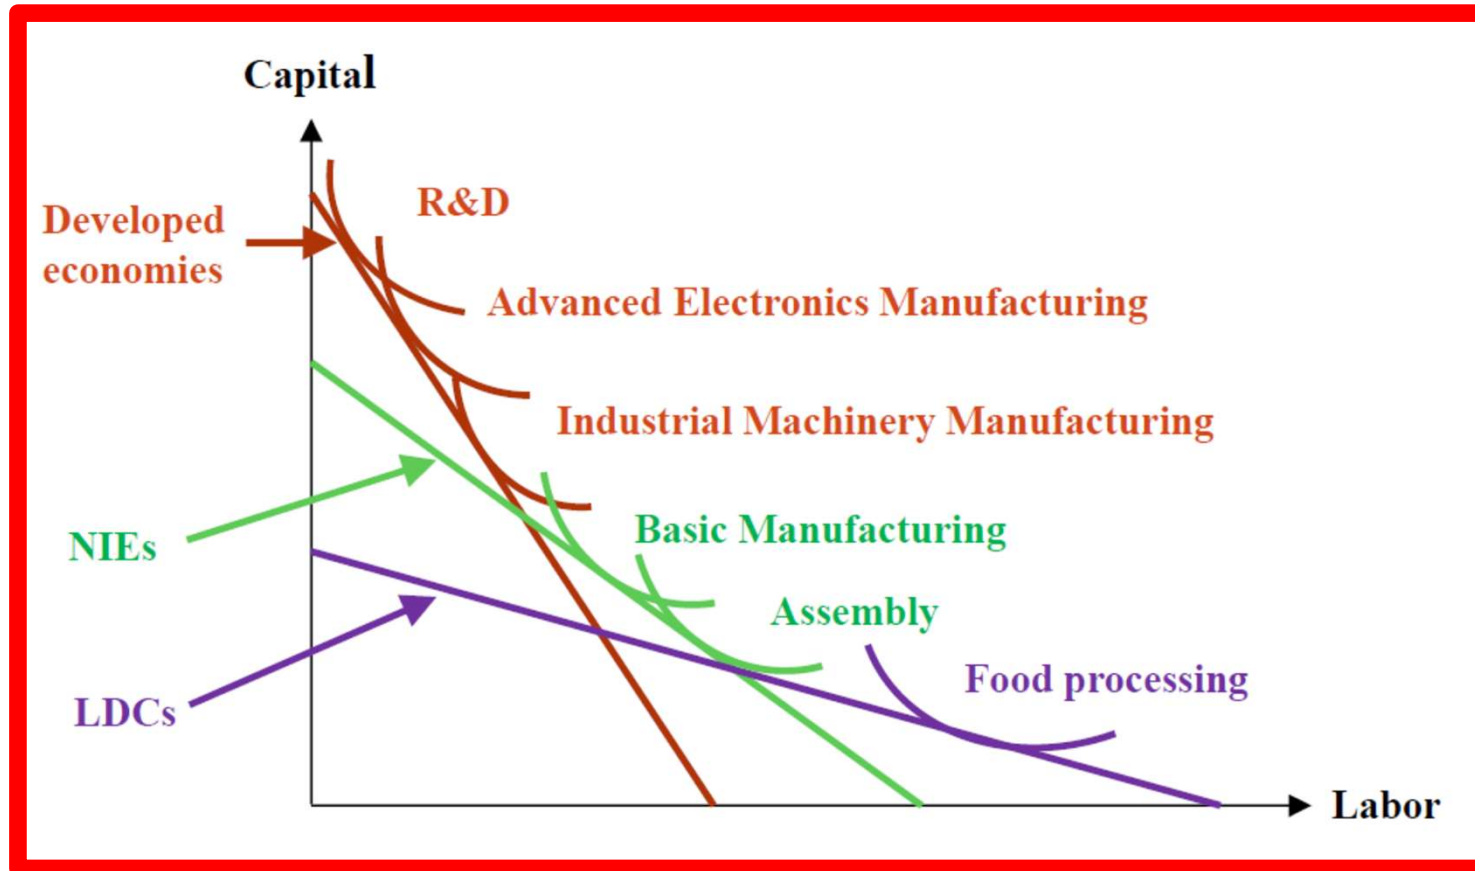 Capital
R&D
Developed
economies
Advanced Electronics Manufacturing
Industrial Machinery Manufacturing
Basic Manufacturing
NIEs
Assembly
Food processing
LDCs
Labor